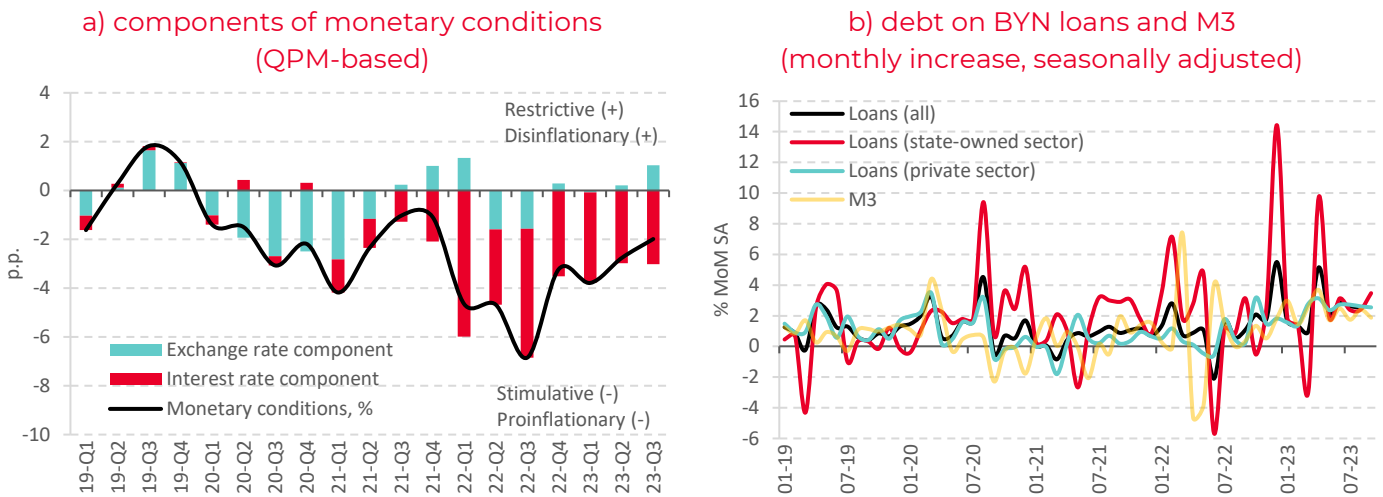 a) components of monetary conditions
(QPM-based)
4
2
0
-2
-4
-6
-8
-10
p.p.
Restrictive (+)
Disinflationary (+)
Exchange rate component
Interest rate component
Monetary conditions, %
Stimulative (-)
Proinflationary (-)
19-Q1
19-Q2
19-Q3
19-Q4
20-Q1
20-Q2
20-Q3
20-Q4
21-Q1
21-Q2
21-Q3
21-Q4
22-Q1
22-Q2
22-Q3
22-Q4
23-Q1
23-Q2
23-Q3
b) debt on BYN loans and M3
(monthly increase, seasonally adjusted)
16
14
12
10
8
6
4
2
0
-2
-4
-6
% MoM SA
Loans (all)
Loans (state-owned sector)
Loans (private sector)
M3
01-19
07-19
01-20
07-20
01-21
07-21
01-22
07-22
01-23
07-23